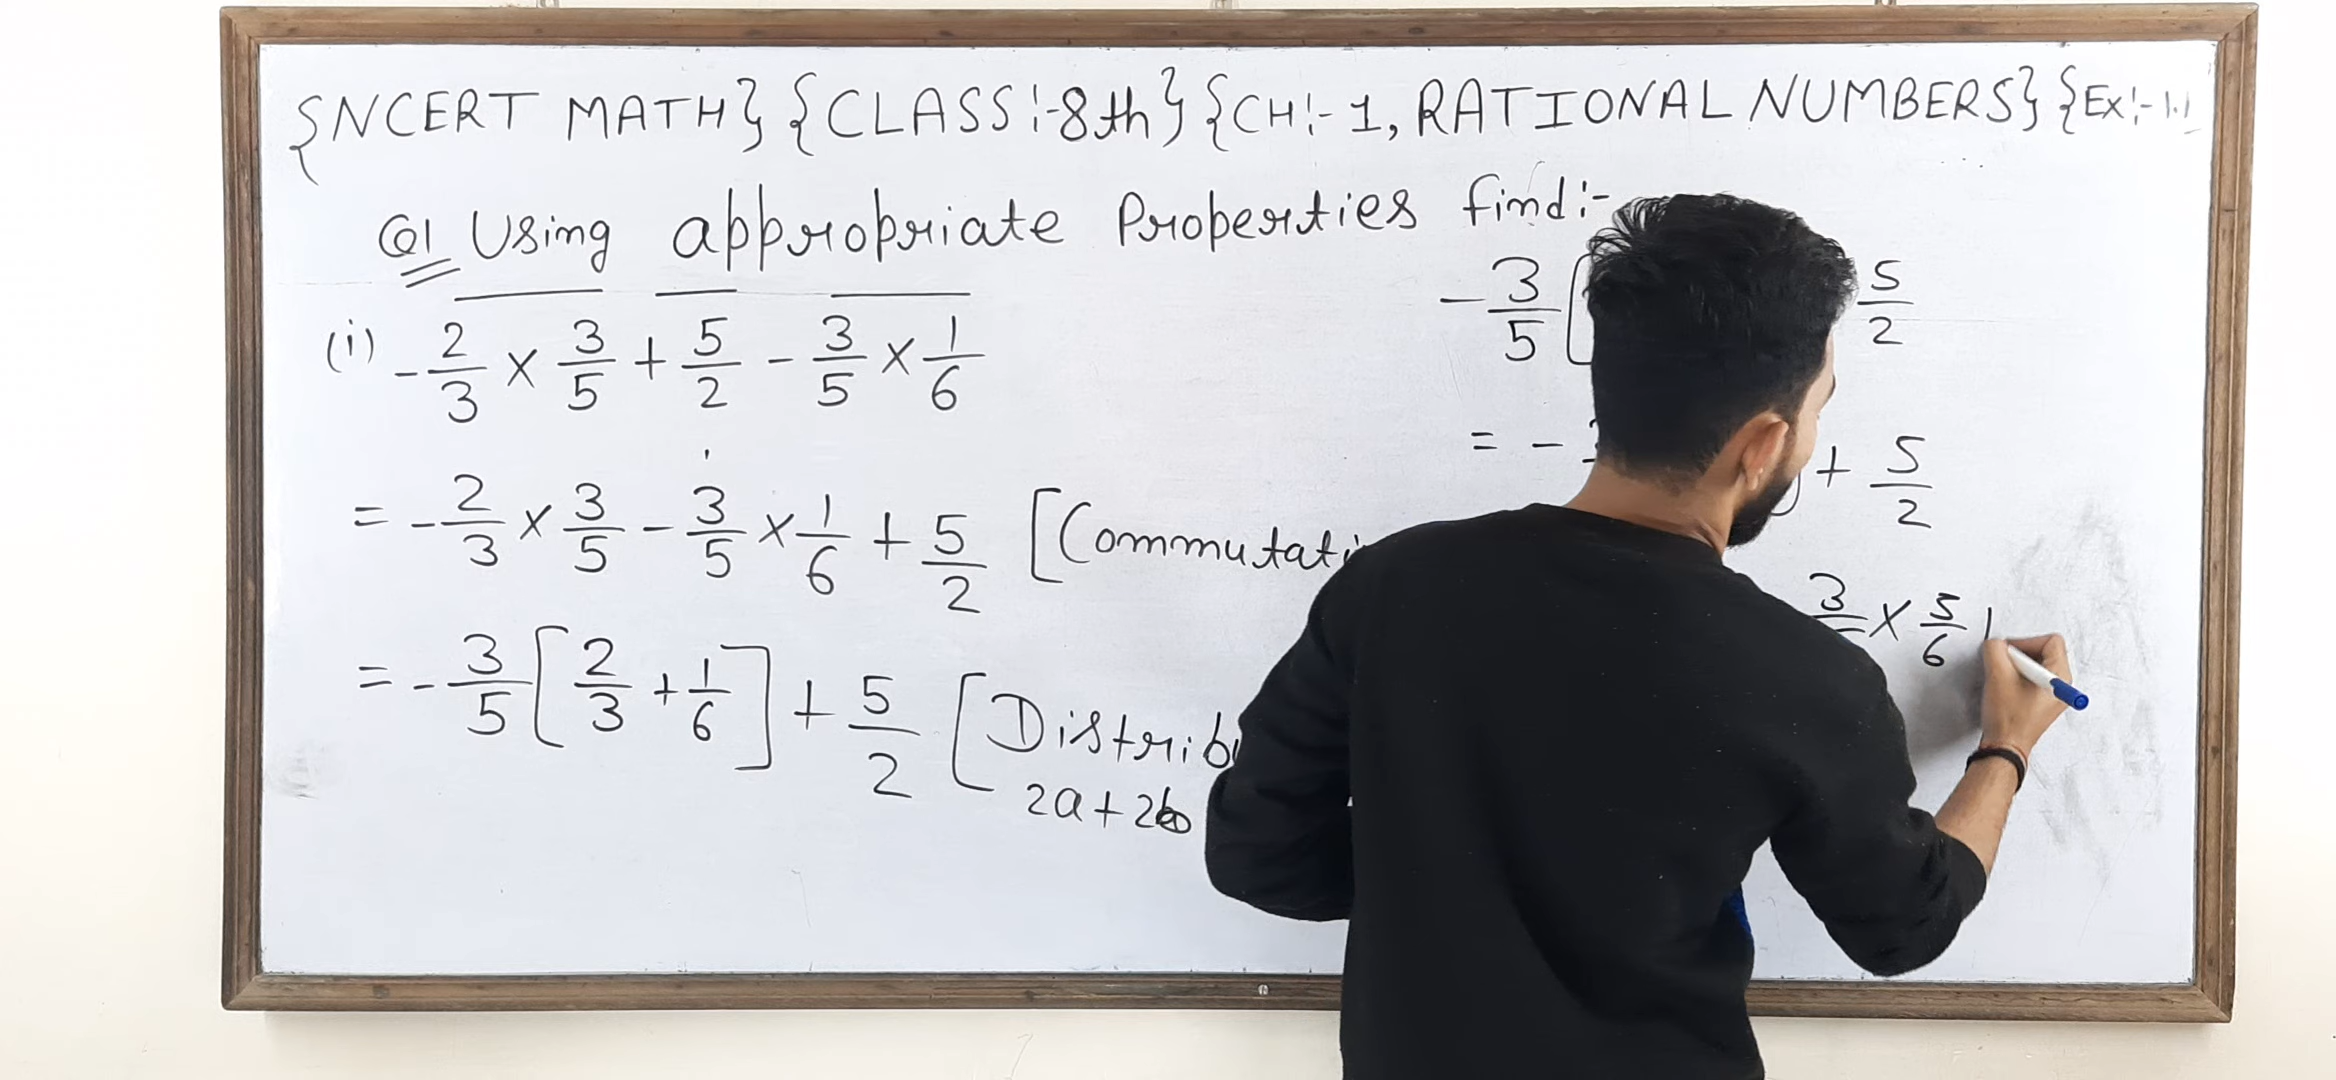 {NCERT MATH} {CLASS:-8th} {CH:-1, RATIONAL NUMBERS} {Ex:-1.1
Q1 Using appropriate Properties find:-
(i) -2/3 × 3/5 + 5/2 - 3/5 × 1/6
= -2/3 × 3/5 - 3/5 × 1/6 + 5/2 [Commutati
= -3/5 [2/3 + 1/6] + 5/2 [Distrib
2a + 2b
-3/5 [ 5/2
= - + 5/2
3 × 5/6